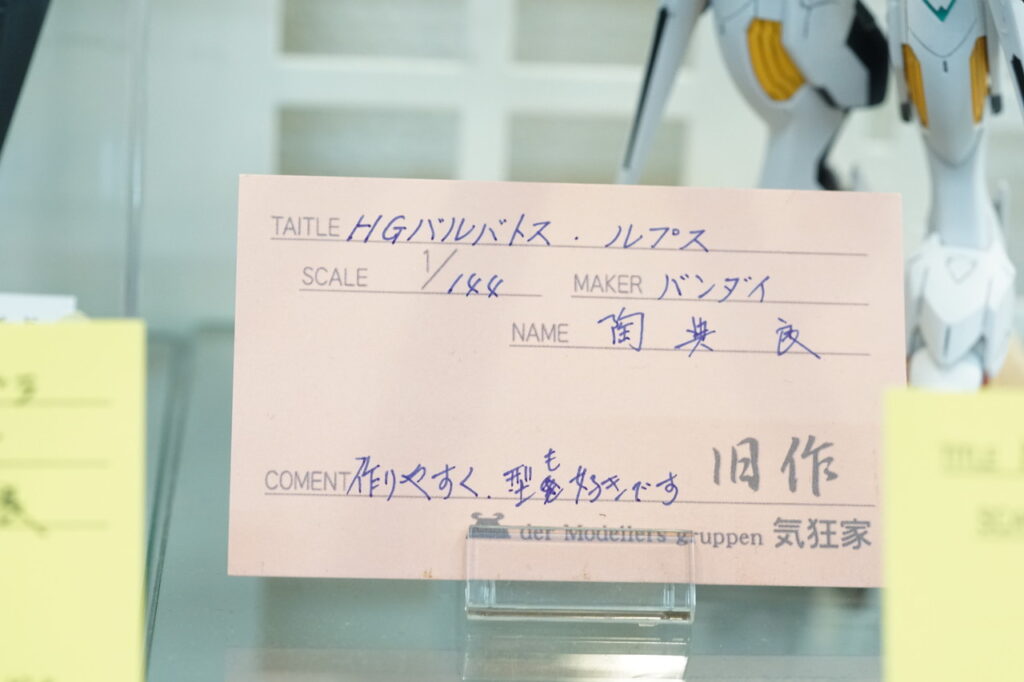 TAITLE HGバルバトス・ルプス
SCALE 1/144 MAKER バンダイ
NAME 陶 典 良
旧作
COMENT 作りやすく、型も好きです
der Modellers gruppen 気狂家